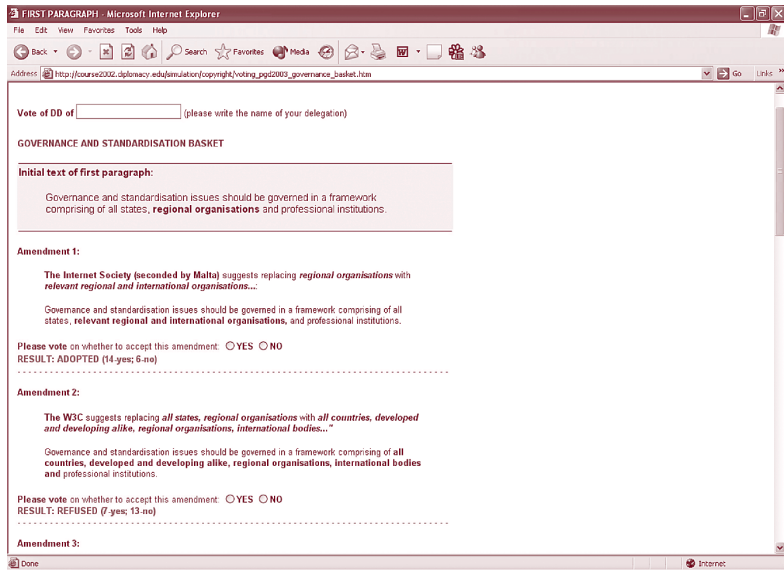 FIRST PARAGRAPH - Microsoft Internet Explorer
File Edit View Favorites Tools Help
Back Search Favorites Media
Address http://course2002.diplomacy.edu/simulation/copyright/voting_pgd2003_governance_basket.htm Go Links »
Vote of DD of (please write the name of your delegation)
GOVERNANCE AND STANDARDISATION BASKET
Initial text of first paragraph:
Governance and standardisation issues should be governed in a framework
comprising of all states, regional organisations and professional institutions.
Amendment 1:
The Internet Society (seconded by Malta) suggests replacing regional organisations with
relevant regional and international organisations...:
Governance and standardisation issues should be governed in a framework comprising of all
states, relevant regional and international organisations, and professional institutions.
Please vote on whether to accept this amendment: YES NO
RESULT: ADOPTED (14-yes; 6-no)
Amendment 2:
The W3C suggests replacing all states, regional organisations with all countries, developed
and developing alike, regional organisations, international bodies..."
Governance and standardisation issues should be governed in a framework comprising of all
countries, developed and developing alike, regional organisations, international bodies
and professional institutions.
Please vote on whether to accept this amendment: YES NO
RESULT: REFUSED (7-yes; 13-no)
Amendment 3:
Done Internet